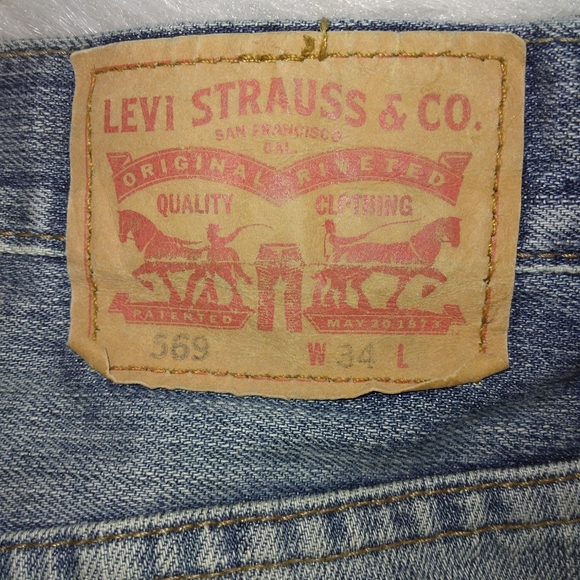 LEVI STRAUSS & CO.
SAN FRANCISCO
CAL.
ORIGINAL RIVETED
QUALITY CLOTHING
PATENTED MAY 20 1873
569 W 34 L